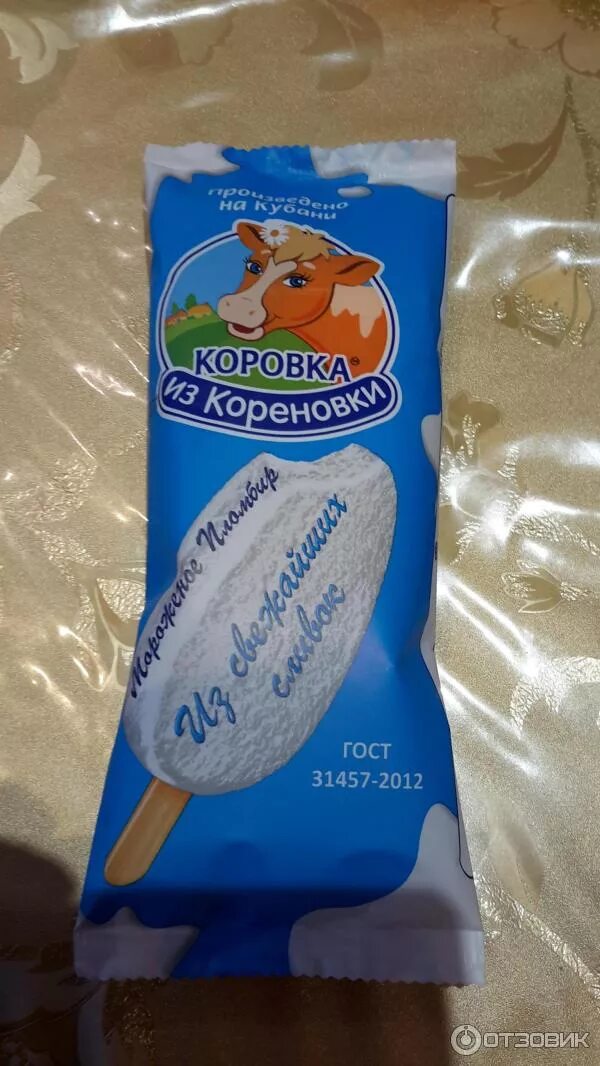 произведено
на Кубани
КОРОВКА
из Кореновки
Мороженое Пломбир
Из свежайших
сливок
ГОСТ
31457-2012
ОТЗОВИК